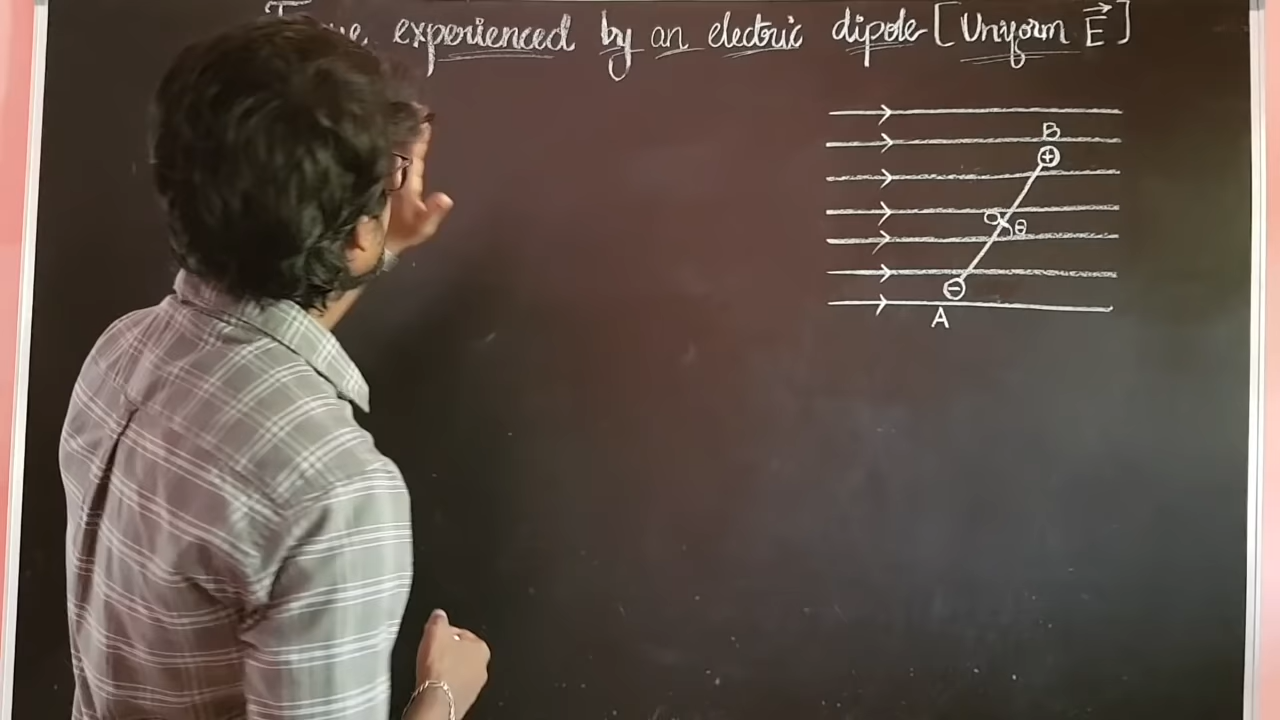 experienced by an electric dipole [Uniform E⃗]
B
+
O θ
−
A